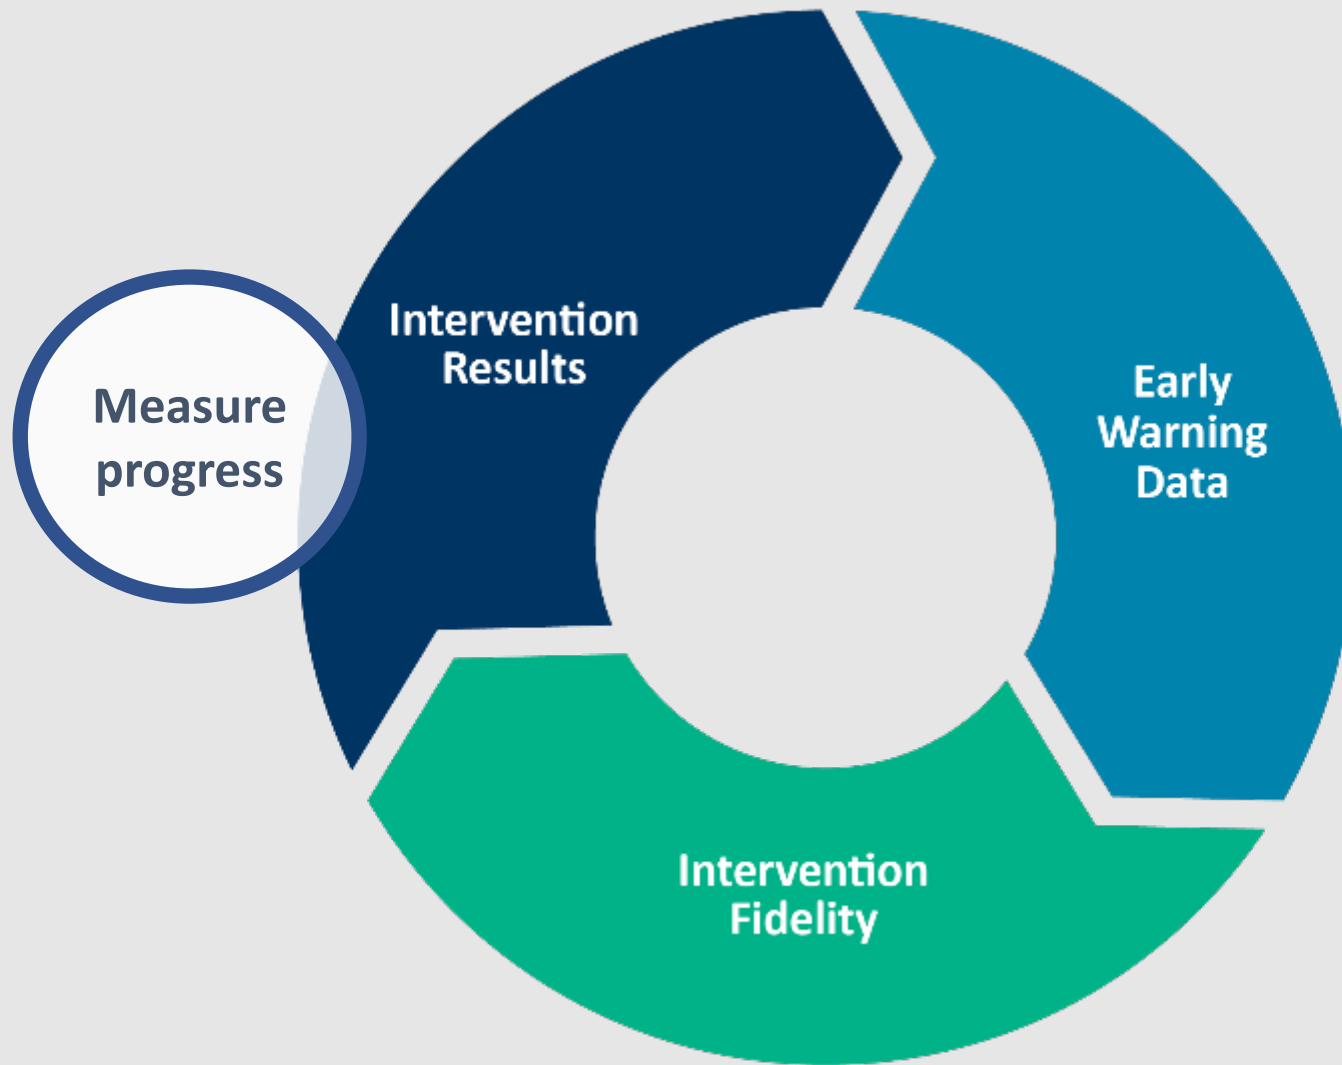 Intervention
Results
Measure
progress
Early
Warning
Data
Intervention
Fidelity